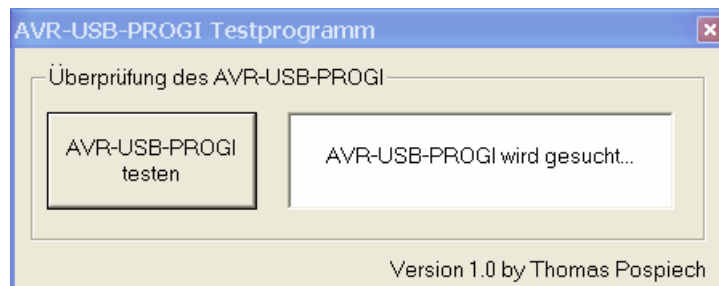 AVR-USB-PROGI Testprogramm
Überprüfung des AVR-USB-PROGI
AVR-USB-PROGI
testen
AVR-USB-PROGI wird gesucht...
Version 1.0 by Thomas Pospiech